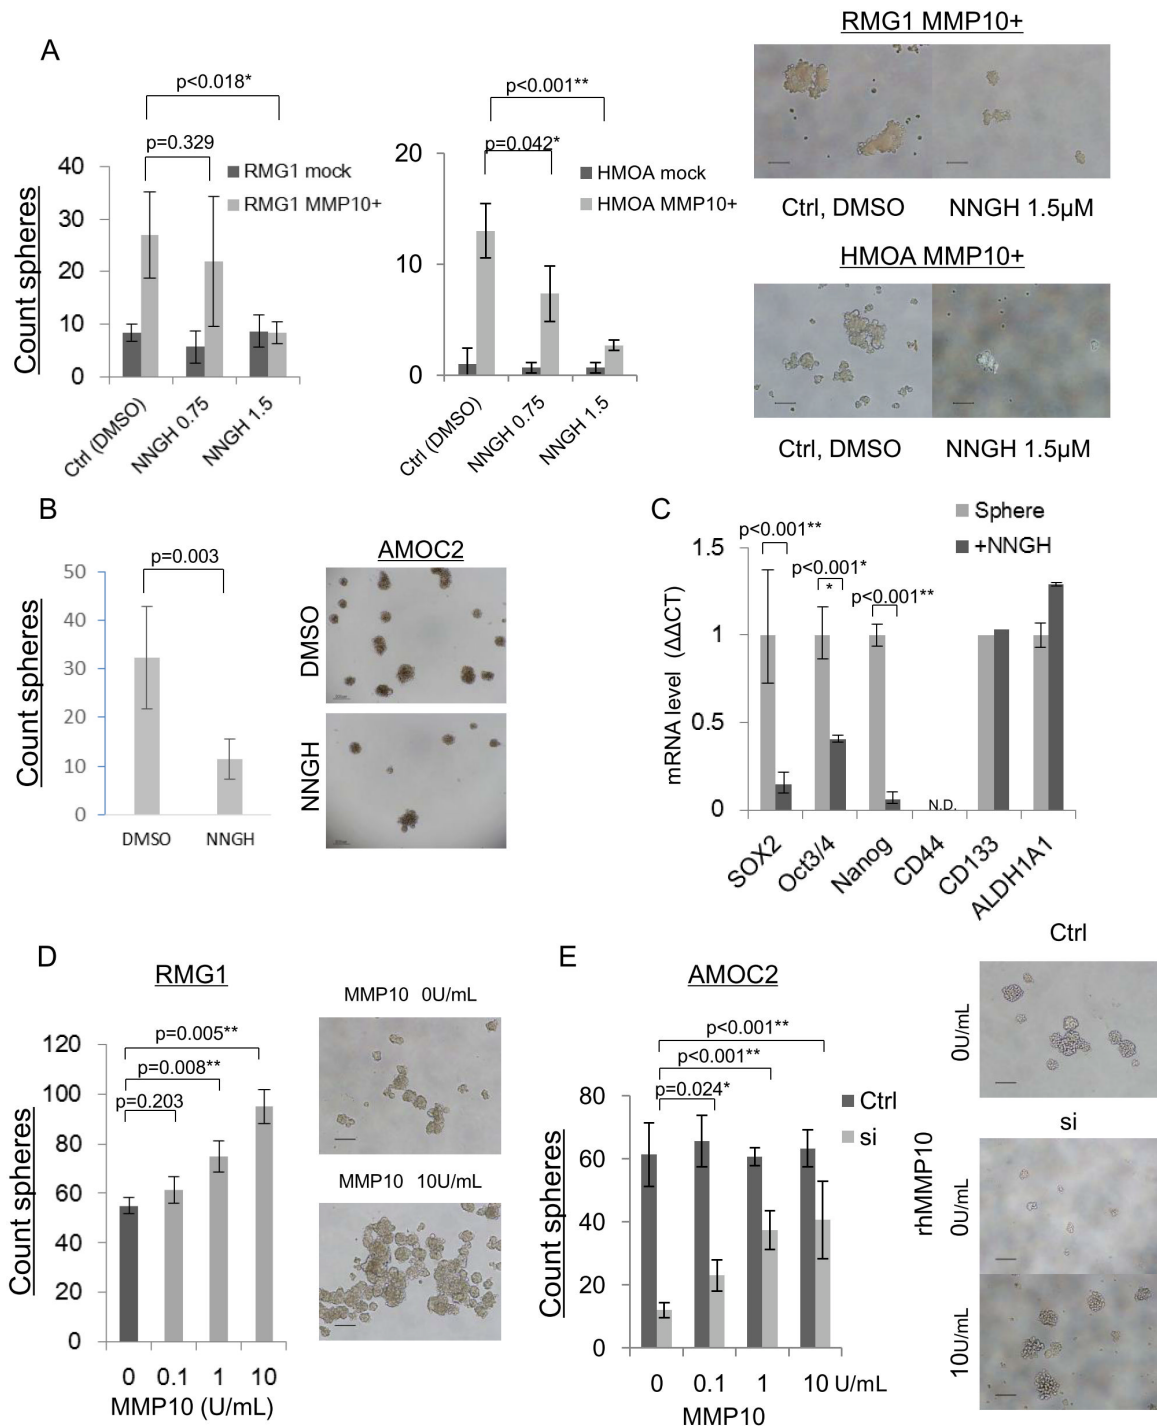 A
p<0.018*
p=0.329
40
30
20
10
0
Count spheres
RMG1 mock
RMG1 MMP10+
Ctrl (DMSO)
NNGH 0.75
NNGH 1.5
p<0.001**
p=0.042*
20
10
0
HMOA mock
HMOA MMP10+
Ctrl (DMSO)
NNGH 0.75
NNGH 1.5
RMG1 MMP10+
Ctrl, DMSO
NNGH 1.5µM
HMOA MMP10+
Ctrl, DMSO
NNGH 1.5µM
B
p=0.003
50
40
30
20
10
0
Count spheres
DMSO
NNGH
AMOC2
DMSO
NNGH
C
Sphere
+NNGH
p<0.001**
p<0.001*
*
p<0.001**
1.5
1
0.5
0
mRNA level (ΔΔCT)
N.D.
SOX2
Oct3/4
Nanog
CD44
CD133
ALDH1A1
D
RMG1
p=0.005**
p=0.008**
p=0.203
120
100
80
60
40
20
0
Count spheres
0
0.1
1
10
MMP10 (U/mL)
MMP10 0U/mL
MMP10 10U/mL
E
AMOC2
p<0.001**
p<0.001**
p=0.024*
80
60
40
20
0
Count spheres
Ctrl
si
0
0.1
1
10 U/mL
MMP10
Ctrl
0U/mL
si
rhMMP10
0U/mL
10U/mL